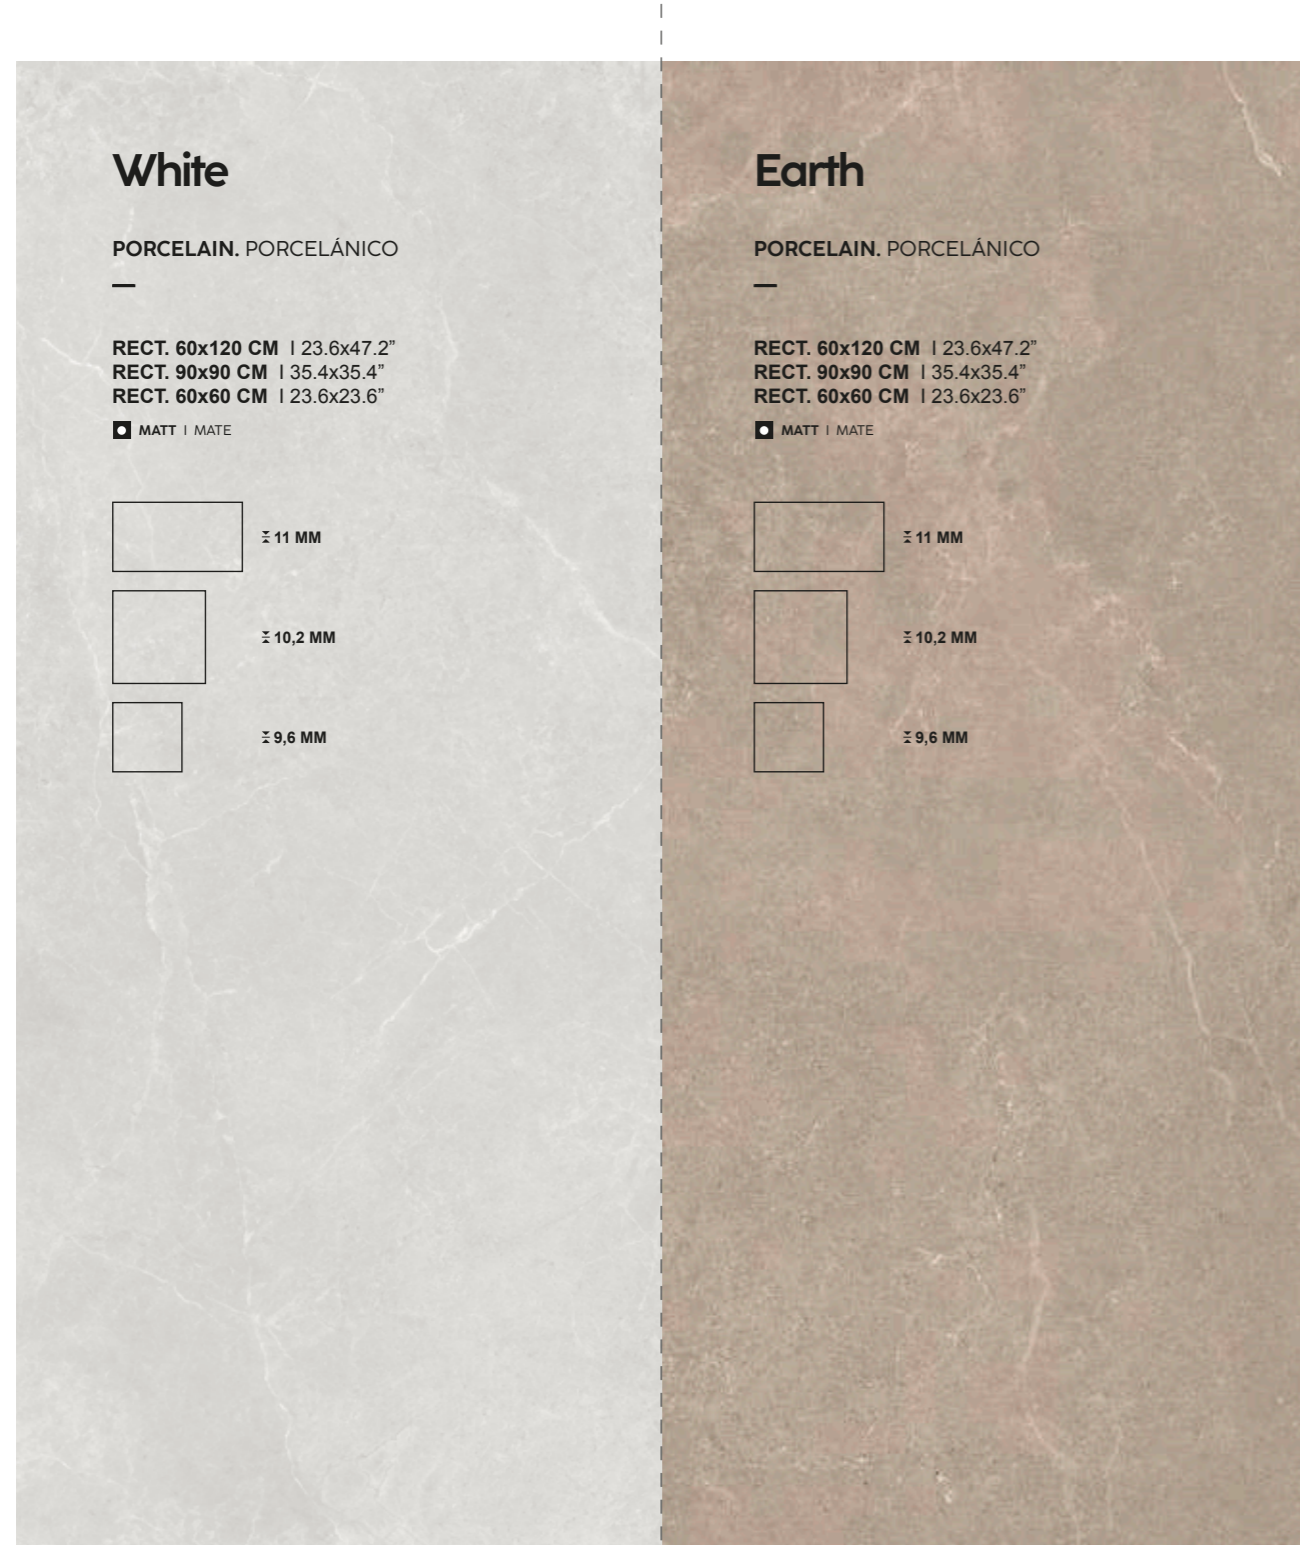 White
PORCELAIN. PORCELÁNICO
RECT. 60x120 CM I 23.6x47.2”
RECT. 90x90 CM I 35.4x35.4”
RECT. 60x60 CM I 23.6x23.6”
MATT I MATE
11 MM
10,2 MM
9,6 MM
Earth
PORCELAIN. PORCELÁNICO
RECT. 60x120 CM I 23.6x47.2”
RECT. 90x90 CM I 35.4x35.4”
RECT. 60x60 CM I 23.6x23.6”
MATT I MATE
11 MM
10,2 MM
9,6 MM